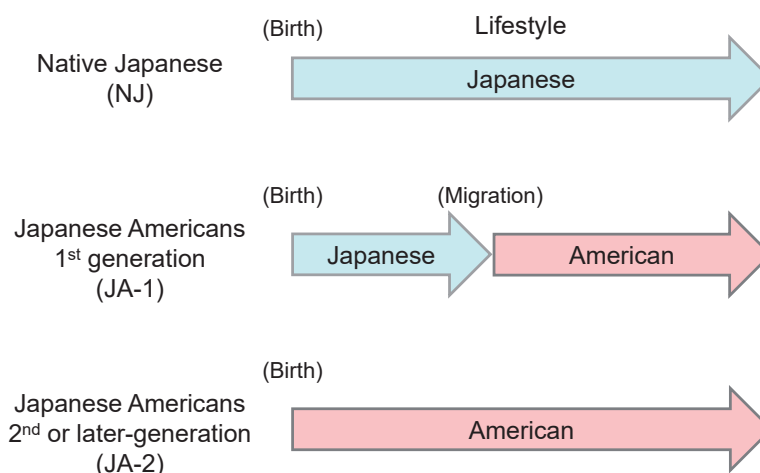 (Birth) Lifestyle
Native Japanese
(NJ)
Japanese
(Birth) (Migration)
Japanese Americans
1st generation
(JA-1)
Japanese American
(Birth)
Japanese Americans
2nd or later-generation
(JA-2)
American